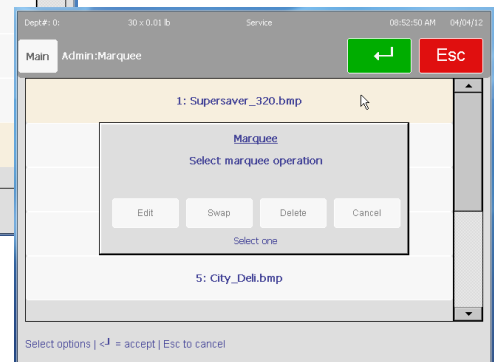 Dept#: 0: 30 x 0.01 lb Service 08:52:50 AM 04/04/12
Main Admin:Marquee Esc
1: Supersaver_320.bmp
Marquee
Select marquee operation
Edit Swap Delete Cancel
Select one
5: City_Deli.bmp
Select options | <┘ = accept | Esc to cancel